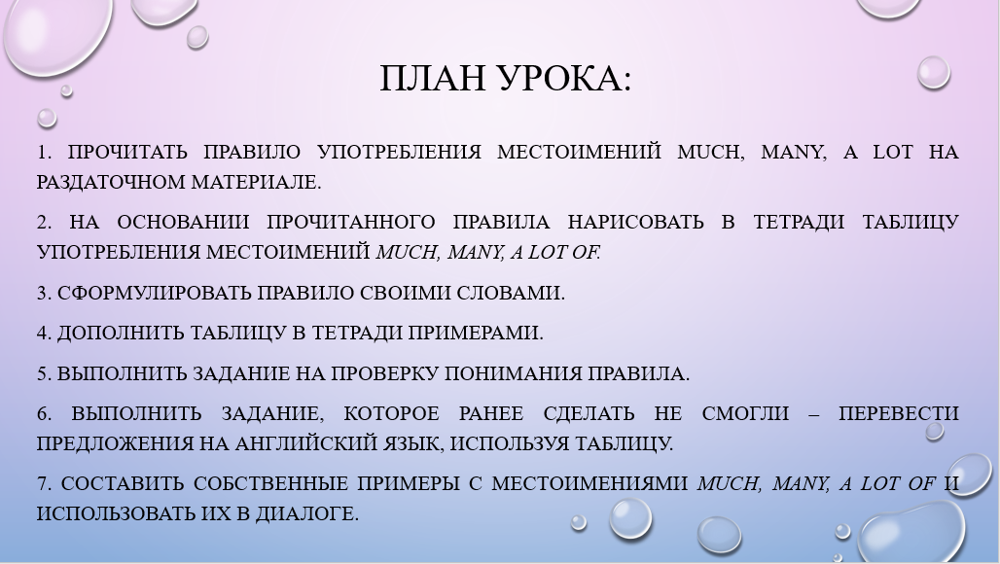 ПЛАН УРОКА:
1. ПРОЧИТАТЬ ПРАВИЛО УПОТРЕБЛЕНИЯ МЕСТОИМЕНИЙ MUCH, MANY, A LOT НА
РАЗДАТОЧНОМ МАТЕРИАЛЕ.
2. НА ОСНОВАНИИ ПРОЧИТАННОГО ПРАВИЛА НАРИСОВАТЬ В ТЕТРАДИ ТАБЛИЦУ
УПОТРЕБЛЕНИЯ МЕСТОИМЕНИЙ MUCH, MANY, A LOT OF.
3. СФОРМУЛИРОВАТЬ ПРАВИЛО СВОИМИ СЛОВАМИ.
4. ДОПОЛНИТЬ ТАБЛИЦУ В ТЕТРАДИ ПРИМЕРАМИ.
5. ВЫПОЛНИТЬ ЗАДАНИЕ НА ПРОВЕРКУ ПОНИМАНИЯ ПРАВИЛА.
6. ВЫПОЛНИТЬ ЗАДАНИЕ, КОТОРОЕ РАНЕЕ СДЕЛАТЬ НЕ СМОГЛИ – ПЕРЕВЕСТИ
ПРЕДЛОЖЕНИЯ НА АНГЛИЙСКИЙ ЯЗЫК, ИСПОЛЬЗУЯ ТАБЛИЦУ.
7. СОСТАВИТЬ СОБСТВЕННЫЕ ПРИМЕРЫ С МЕСТОИМЕНИЯМИ MUCH, MANY, A LOT OF И
ИСПОЛЬЗОВАТЬ ИХ В ДИАЛОГЕ.